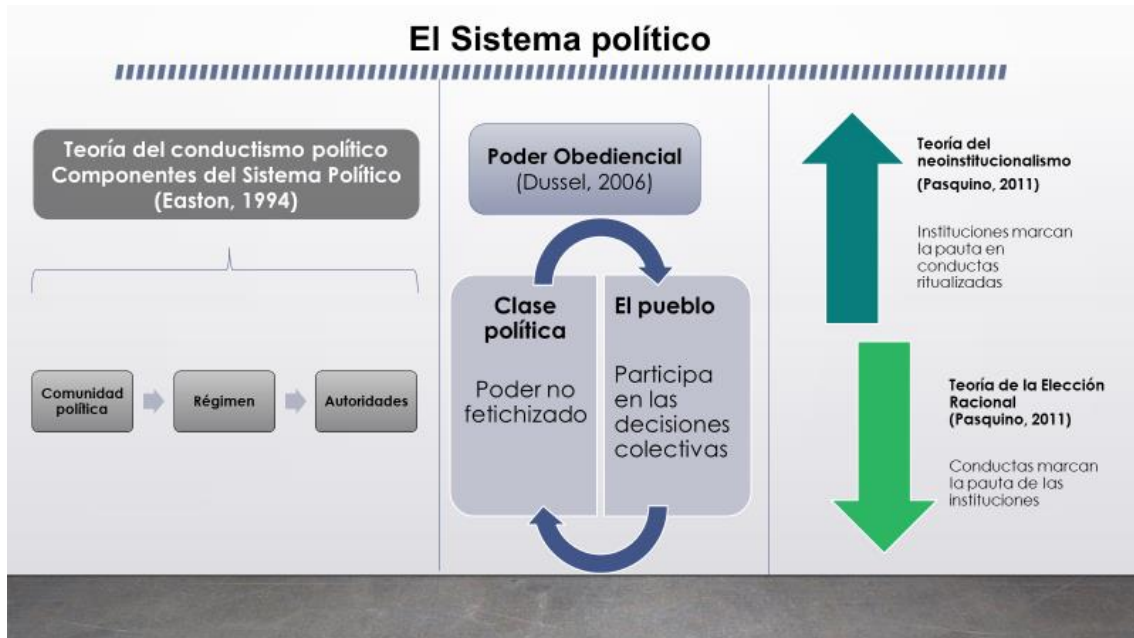 El Sistema político
Teoría del conductismo político
Componentes del Sistema Político
(Easton, 1994)
Comunidad
política
Régimen
Autoridades
Poder Obediencial
(Dussel, 2006)
Clase
política
Poder no
fetichizado
El pueblo
Participa
en las
decisiones
colectivas
Teoría del
neoinstitucionalismo
(Pasquino, 2011)
Instituciones marcan
la pauta en
conductas
ritualizadas
Teoría de la Elección
Racional
(Pasquino, 2011)
Conductas marcan
la pauta de las
instituciones